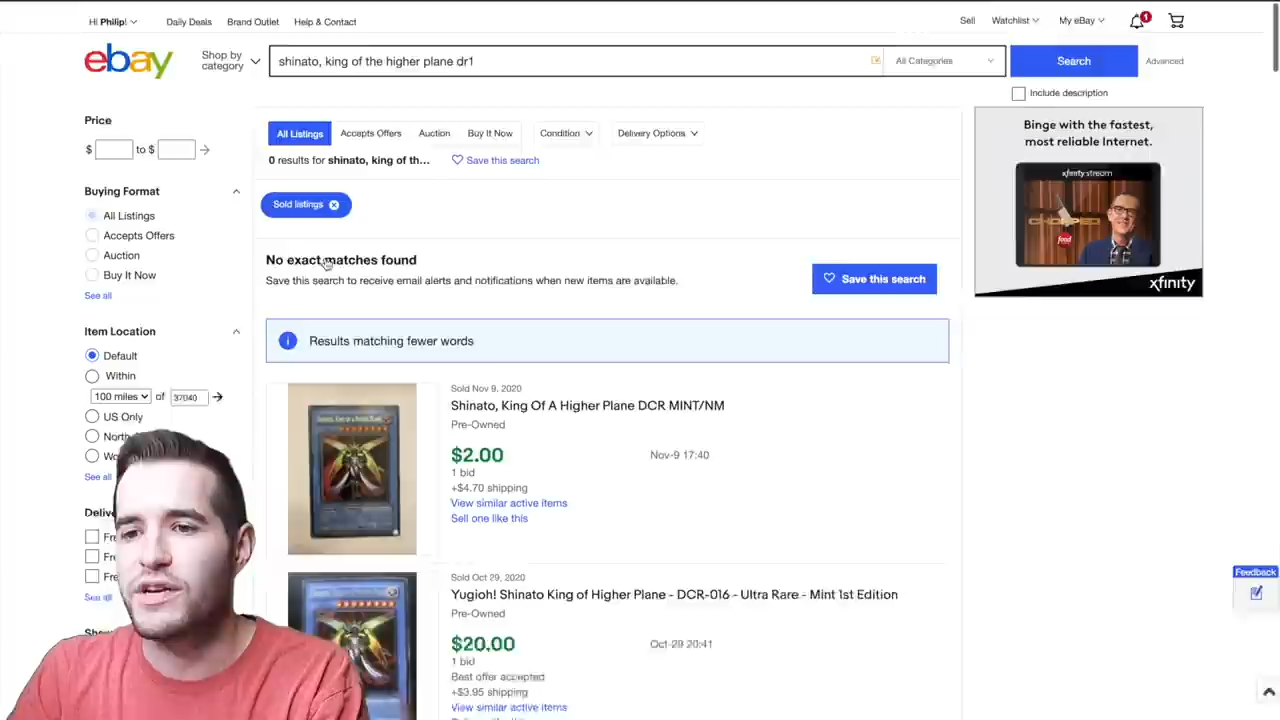 Hi Philip!
Daily Deals
Brand Outlet
Help & Contact
Sell
Watchlist
My eBay
1
ebay
Shop by category
shinato, king of the higher plane dr1
All Categories
Search
Advanced
Include description
Price
$ to $
Buying Format
All Listings
Accepts Offers
Auction
Buy It Now
See all
Item Location
Default
Within
100 miles of 37040
US Only
North
See all
All Listings
Accepts Offers
Auction
Buy It Now
Condition
Delivery Options
0 results for shinato, king of th...
Save this search
Sold listings
No exact matches found
Save this search to receive email alerts and notifications when new items are available.
Save this search
Results matching fewer words
Sold Nov 9, 2020
Shinato, King Of A Higher Plane DCR MINT/NM
Pre-Owned
$2.00
Nov-9 17:40
1 bid
+$4.70 shipping
View similar active items
Sell one like this
Sold Oct 29, 2020
Yugioh! Shinato King of Higher Plane - DCR-016 - Ultra Rare - Mint 1st Edition
Pre-Owned
$20.00
Oct-29 20:41
1 bid
Best offer accepted
+$3.95 shipping
View similar active items
Binge with the fastest,
most reliable Internet.
xfinity stream
CHOPPED
food
xfinity
Feedback